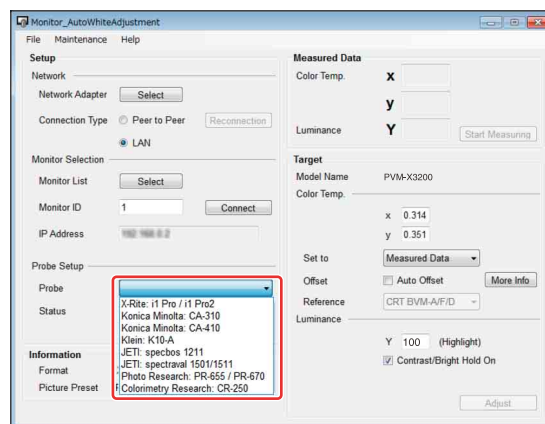 Monitor_AutoWhiteAdjustment
File Maintenance Help
Setup
Network
Network Adapter Select
Connection Type Peer to Peer Reconnection
LAN
Monitor Selection
Monitor List Select
Monitor ID 1 Connect
IP Address
Probe Setup
Probe
Status
X-Rite: i1 Pro / i1 Pro2
Konica Minolta: CA-310
Konica Minolta: CA-410
Klein: K10-A
JETI: specbos 1211
JETI: spectraval 1501/1511
Photo Research: PR-655 / PR-670
Colorimetry Research: CR-250
Information
Format
Picture Preset
Measured Data
Color Temp. x
y
Luminance Y Start Measuring
Target
Model Name PVM-X3200
Color Temp.
x 0.314
y 0.351
Set to Measured Data
Offset Auto Offset More Info
Reference CRT BVM-A/F/D
Luminance
Y 100 (Highlight)
Contrast/Bright Hold On
Adjust